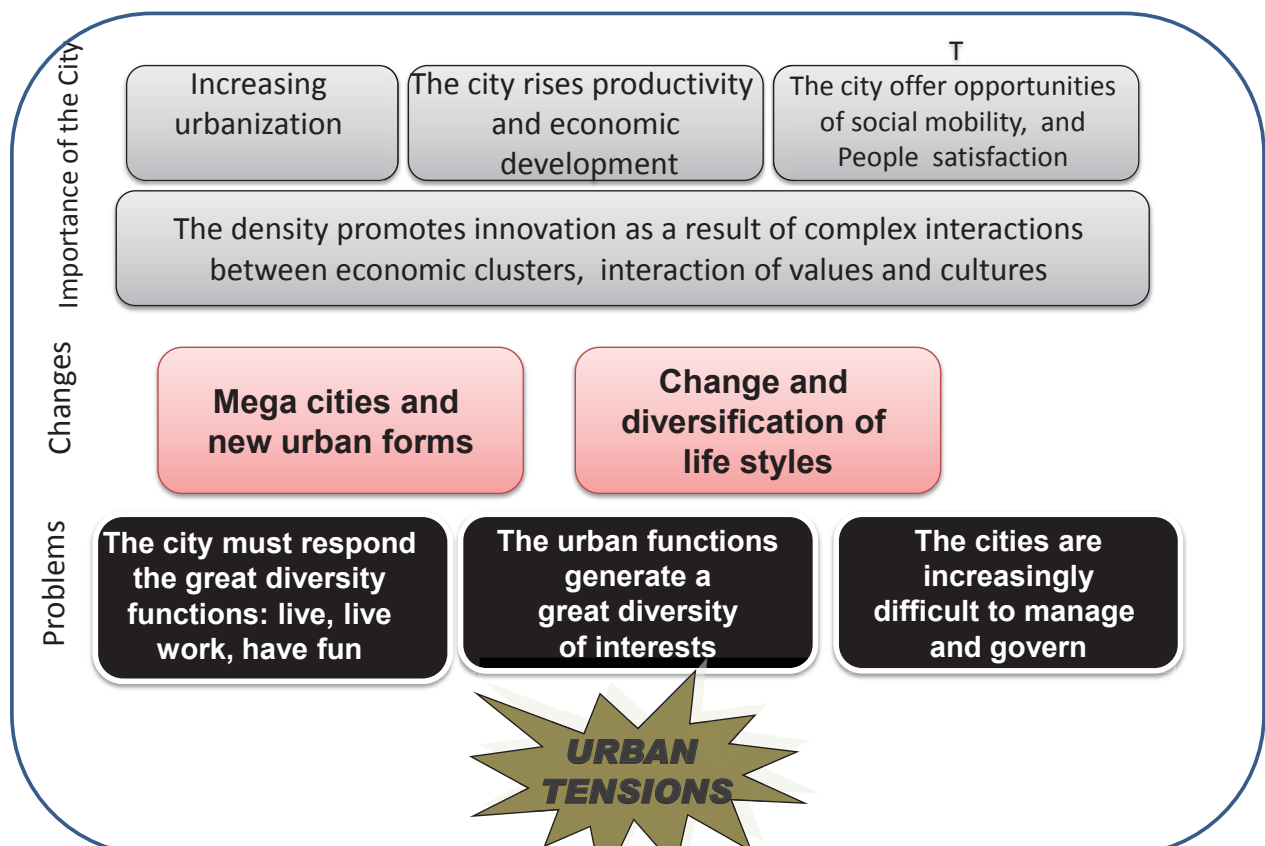 Importance of the City
T
Increasing
urbanization
The city rises productivity
and economic
development
The city offer opportunities
of social mobility, and
People satisfaction
The density promotes innovation as a result of complex interactions
between economic clusters, interaction of values and cultures
Changes
Mega cities and
new urban forms
Change and
diversification of
life styles
Problems
The city must respond
the great diversity
functions: live, live
work, have fun
The urban functions
generate a
great diversity
of interests
The cities are
increasingly
difficult to manage
and govern
URBAN
TENSIONS